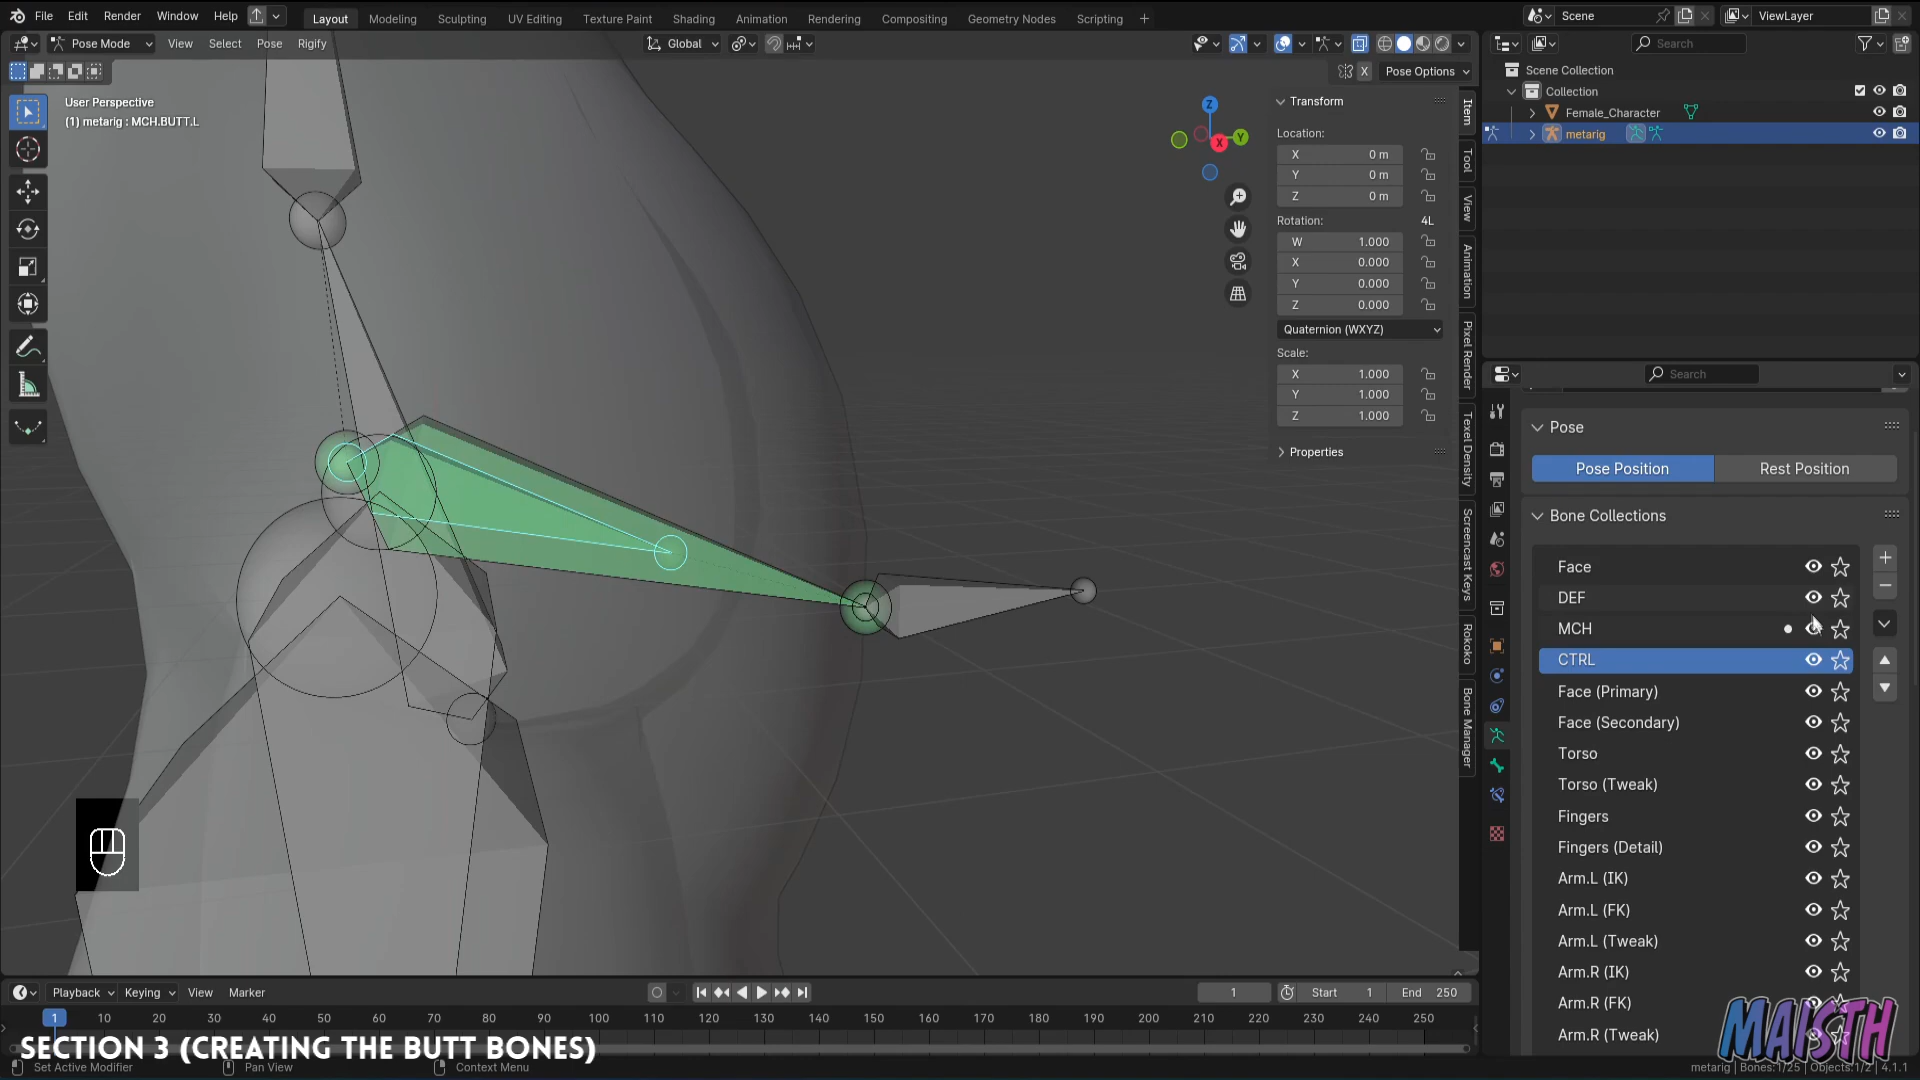 File Edit Render Window Help
Layout Modeling Sculpting UV Editing Texture Paint Shading Animation Rendering Compositing Geometry Nodes Scripting +
Scene
ViewLayer
Pose Mode View Select Pose Rigify
Global
Search
X Pose Options
User Perspective
(1) metarig : MCH.BUTT.L
Z
Y
X
Transform
Location:
X 0 m
Y 0 m
Z 0 m
Rotation: 4L
W 1.000
X 0.000
Y 0.000
Z 0.000
Quaternion (WXYZ)
Scale:
X 1.000
Y 1.000
Z 1.000
Properties
Item
Tool
View
Animation
Pixel Render
Texel Density
Screencast Keys
Rokoko
Bone Manager
Scene Collection
Collection
Female_Character
metarig
Search
Pose
Pose Position Rest Position
Bone Collections
Face
DEF
MCH
CTRL
Face (Primary)
Face (Secondary)
Torso
Torso (Tweak)
Fingers
Fingers (Detail)
Arm.L (IK)
Arm.L (FK)
Arm.L (Tweak)
Arm.R (IK)
Arm.R (FK)
Arm.R (Tweak)
Playback Keying View Marker
1 Start 1 End 250
1 10 20 30 40 50 60 70 80 90 100 110 120 130 140 150 160 170 180 190 200 210 220 230 240 250
SECTION 3 (CREATING THE BUTT BONES)
MAISTH
Set Active Modifier Pan View Context Menu
metarig | Bones:1/25 | Objects:1/2 | 4.1.1